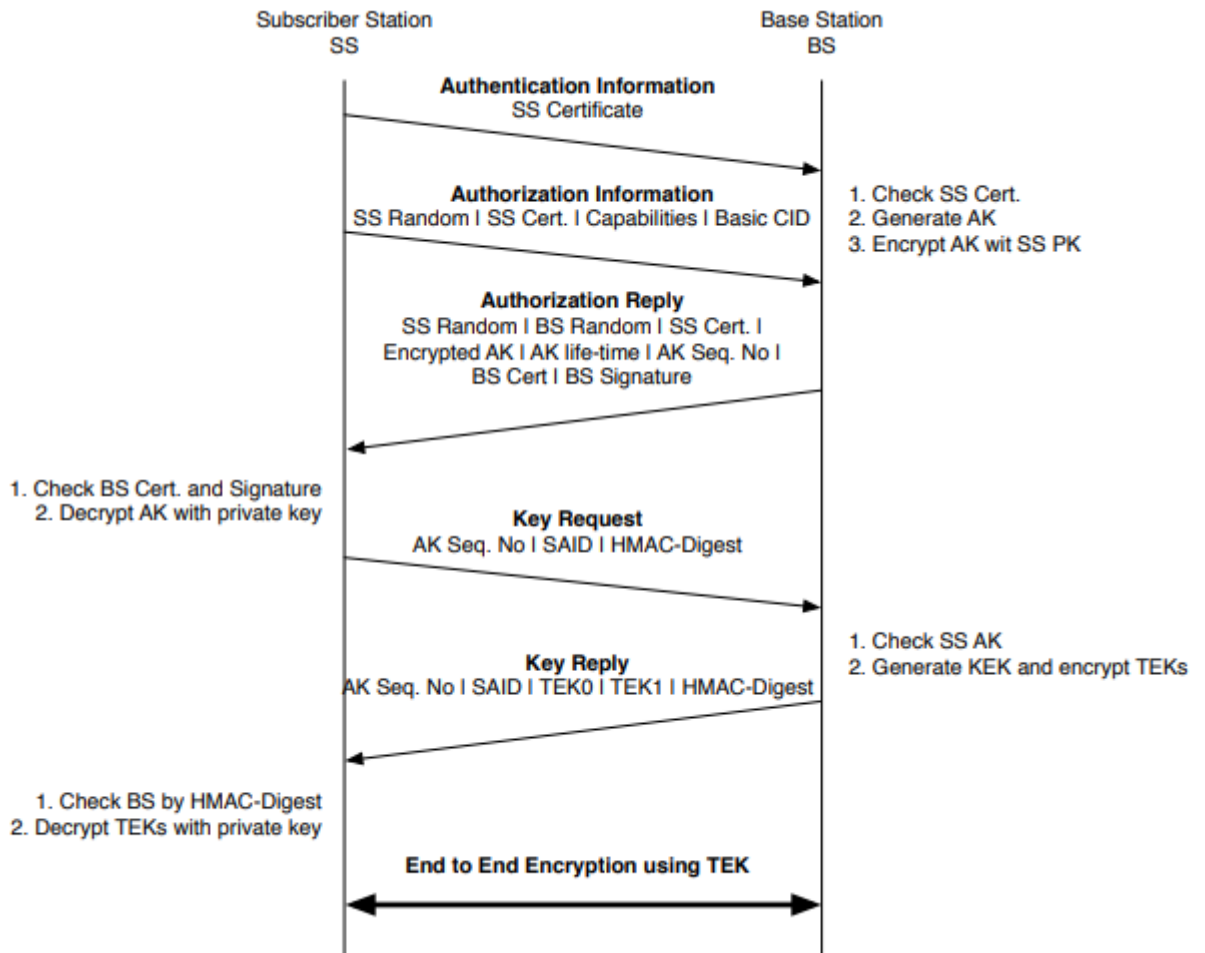 Subscriber Station
SS
Base Station
BS
Authentication Information
SS Certificate
Authorization Information
SS Random I SS Cert. I Capabilities I Basic CID
1. Check SS Cert.
2. Generate AK
3. Encrypt AK wit SS PK
Authorization Reply
SS Random I BS Random I SS Cert. I
Encrypted AK I AK life-time I AK Seq. No I
BS Cert I BS Signature
1. Check BS Cert. and Signature
2. Decrypt AK with private key
Key Request
AK Seq. No I SAID I HMAC-Digest
1. Check SS AK
2. Generate KEK and encrypt TEKs
Key Reply
AK Seq. No I SAID I TEK0 I TEK1 I HMAC-Digest
1. Check BS by HMAC-Digest
2. Decrypt TEKs with private key
End to End Encryption using TEK